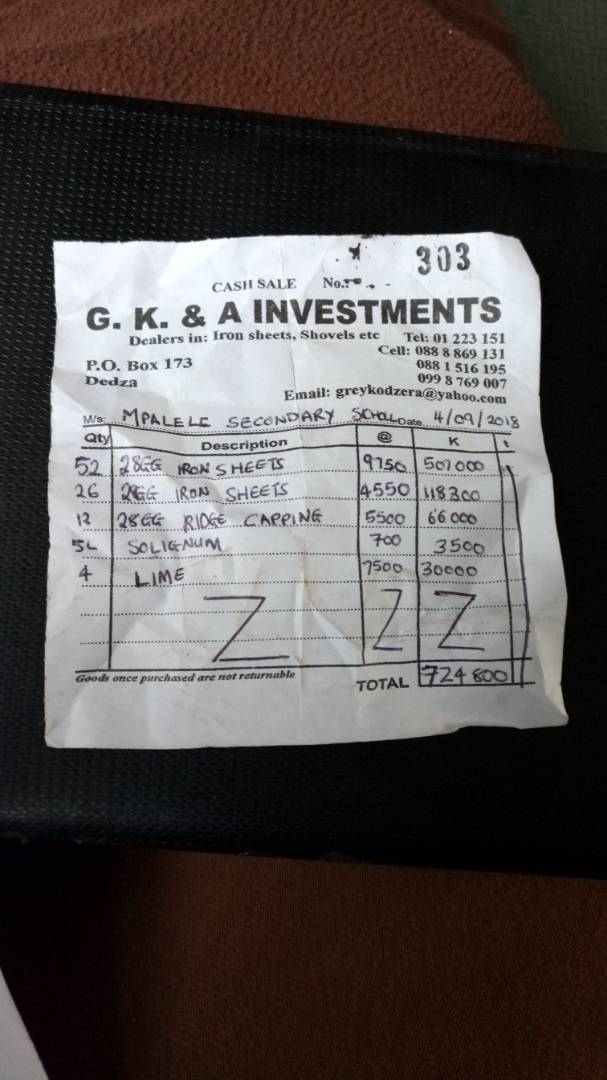 303
CASH SALE No.:
G. K. & A INVESTMENTS
Dealers in: Iron sheets, Shovels etc Tel: 01 223 151
Cell: 088 8 869 131
P.O. Box 173 088 1 516 195
Dedza 099 8 769 007
Email: greykodzera@yahoo.com
M/s: MPALELE SECONDARY SCHOLL Date 4/09/2018
Qty Description @ K t
52 28GG IRON SHEETS 9750 507000
26 28GG IRON SHEETS 4550 118300
12 28GG RIDGE CAPPING 5500 66000
5L SOLIGNUM 700 3500
4 LIME 7500 30000
Z Z Z
Goods once purchased are not returnable
TOTAL 724800